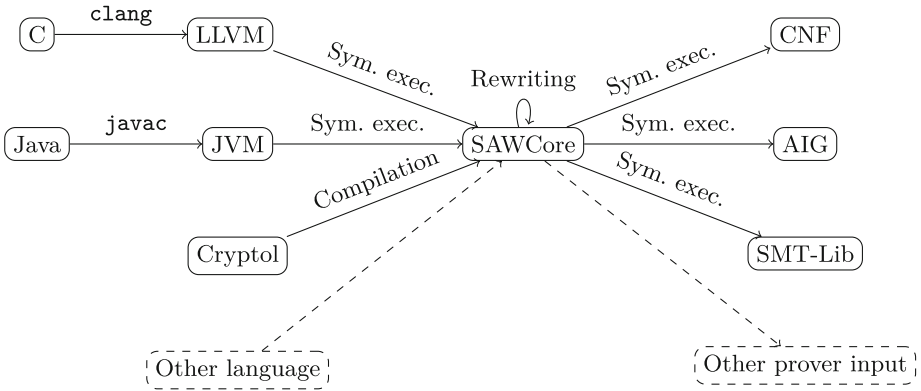 clang
C
LLVM
CNF
Sym. exec.
Rewriting
Sym. exec.
javac
Sym. exec.
Sym. exec.
Java
JVM
SAWCore
AIG
Compilation
Sym. exec.
Cryptol
SMT-Lib
Other language
Other prover input